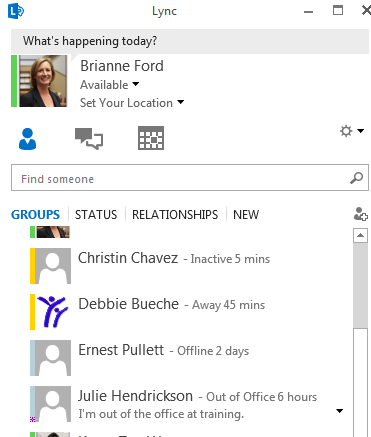 Lync
What's happening today?
Brianne Ford
Available
Set Your Location
Find someone
GROUPS STATUS RELATIONSHIPS NEW
Christin Chavez - Inactive 5 mins
Debbie Bueche - Away 45 mins
Ernest Pullett - Offline 2 days
Julie Hendrickson - Out of Office 6 hours
I'm out of the office at training.